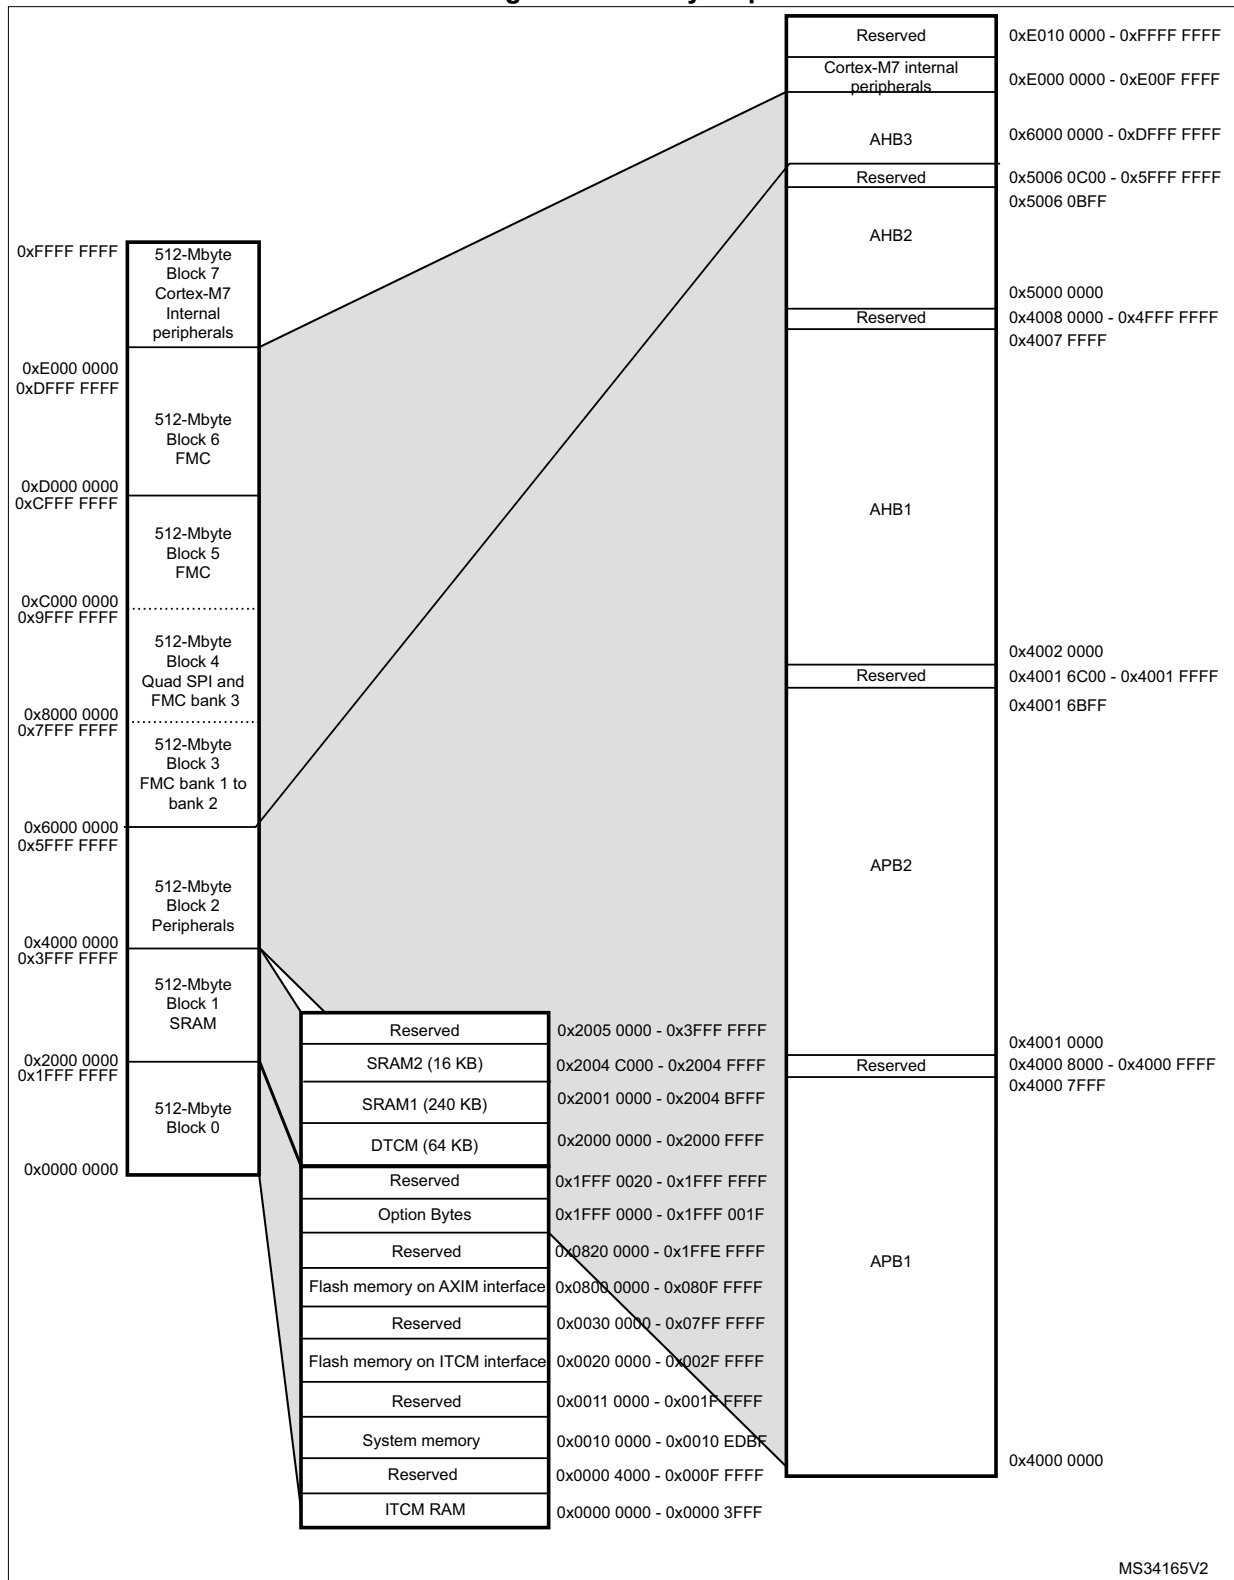 0xFFFF FFFF
512-Mbyte
Block 7
Cortex-M7
Internal
peripherals
0xE000 0000
0xDFFF FFFF
512-Mbyte
Block 6
FMC
0xD000 0000
0xCFFF FFFF
512-Mbyte
Block 5
FMC
0xC000 0000
0x9FFF FFFF
512-Mbyte
Block 4
Quad SPI and
FMC bank 3
0x8000 0000
0x7FFF FFFF
512-Mbyte
Block 3
FMC bank 1 to
bank 2
0x6000 0000
0x5FFF FFFF
512-Mbyte
Block 2
Peripherals
0x4000 0000
0x3FFF FFFF
512-Mbyte
Block 1
SRAM
0x2000 0000
0x1FFF FFFF
512-Mbyte
Block 0
0x0000 0000
Reserved 0x2005 0000 - 0x3FFF FFFF
SRAM2 (16 KB) 0x2004 C000 - 0x2004 FFFF
SRAM1 (240 KB) 0x2001 0000 - 0x2004 BFFF
DTCM (64 KB) 0x2000 0000 - 0x2000 FFFF
Reserved 0x1FFF 0020 - 0x1FFF FFFF
Option Bytes 0x1FFF 0000 - 0x1FFF 001F
Reserved 0x0820 0000 - 0x1FFE FFFF
Flash memory on AXIM interface 0x0800 0000 - 0x080F FFFF
Reserved 0x0030 0000 - 0x07FF FFFF
Flash memory on ITCM interface 0x0020 0000 - 0x002F FFFF
Reserved 0x0011 0000 - 0x001F FFFF
System memory 0x0010 0000 - 0x0010 EDBF
Reserved 0x0000 4000 - 0x000F FFFF
ITCM RAM 0x0000 0000 - 0x0000 3FFF
Reserved 0xE010 0000 - 0xFFFF FFFF
Cortex-M7 internal
peripherals 0xE000 0000 - 0xE00F FFFF
AHB3 0x6000 0000 - 0xDFFF FFFF
Reserved 0x5006 0C00 - 0x5FFF FFFF
0x5006 0BFF
AHB2
0x5000 0000
Reserved 0x4008 0000 - 0x4FFF FFFF
0x4007 FFFF
AHB1
0x4002 0000
Reserved 0x4001 6C00 - 0x4001 FFFF
0x4001 6BFF
APB2
0x4001 0000
Reserved 0x4000 8000 - 0x4000 FFFF
0x4000 7FFF
APB1
0x4000 0000
MS34165V2